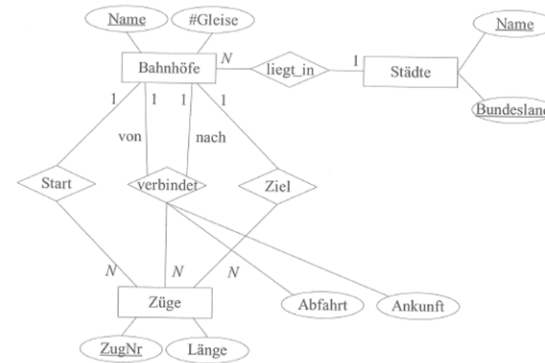 Name
#Gleise
Name
Bahnhöfe
N
liegt_in
1
Städte
Bundesland
1
1
1
1
von
nach
Start
verbindet
Ziel
N
N
N
Züge
Abfahrt
Ankunft
ZugNr
Länge